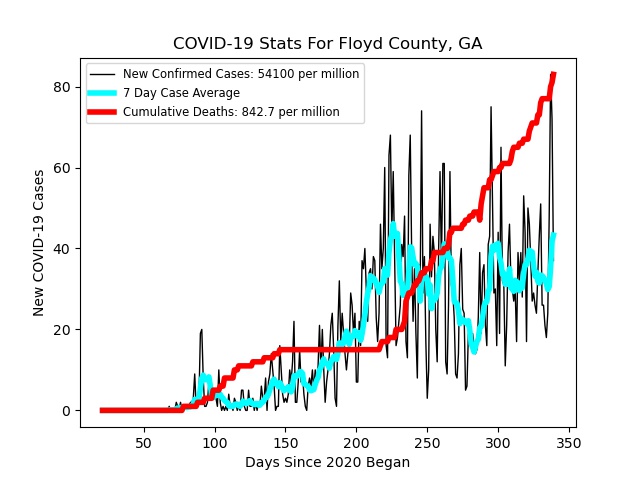 COVID-19 Stats For Floyd County, GA
New Confirmed Cases: 54100 per million
7 Day Case Average
Cumulative Deaths: 842.7 per million
New COVID-19 Cases
80
60
40
20
0
50 100 150 200 250 300 350
Days Since 2020 Began